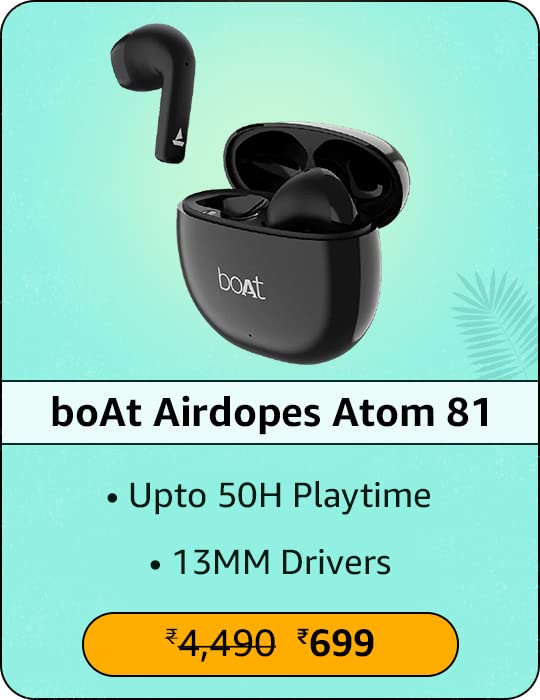 boAt
boAt Airdopes Atom 81
• Upto 50H Playtime
• 13MM Drivers
₹4,490 ₹699